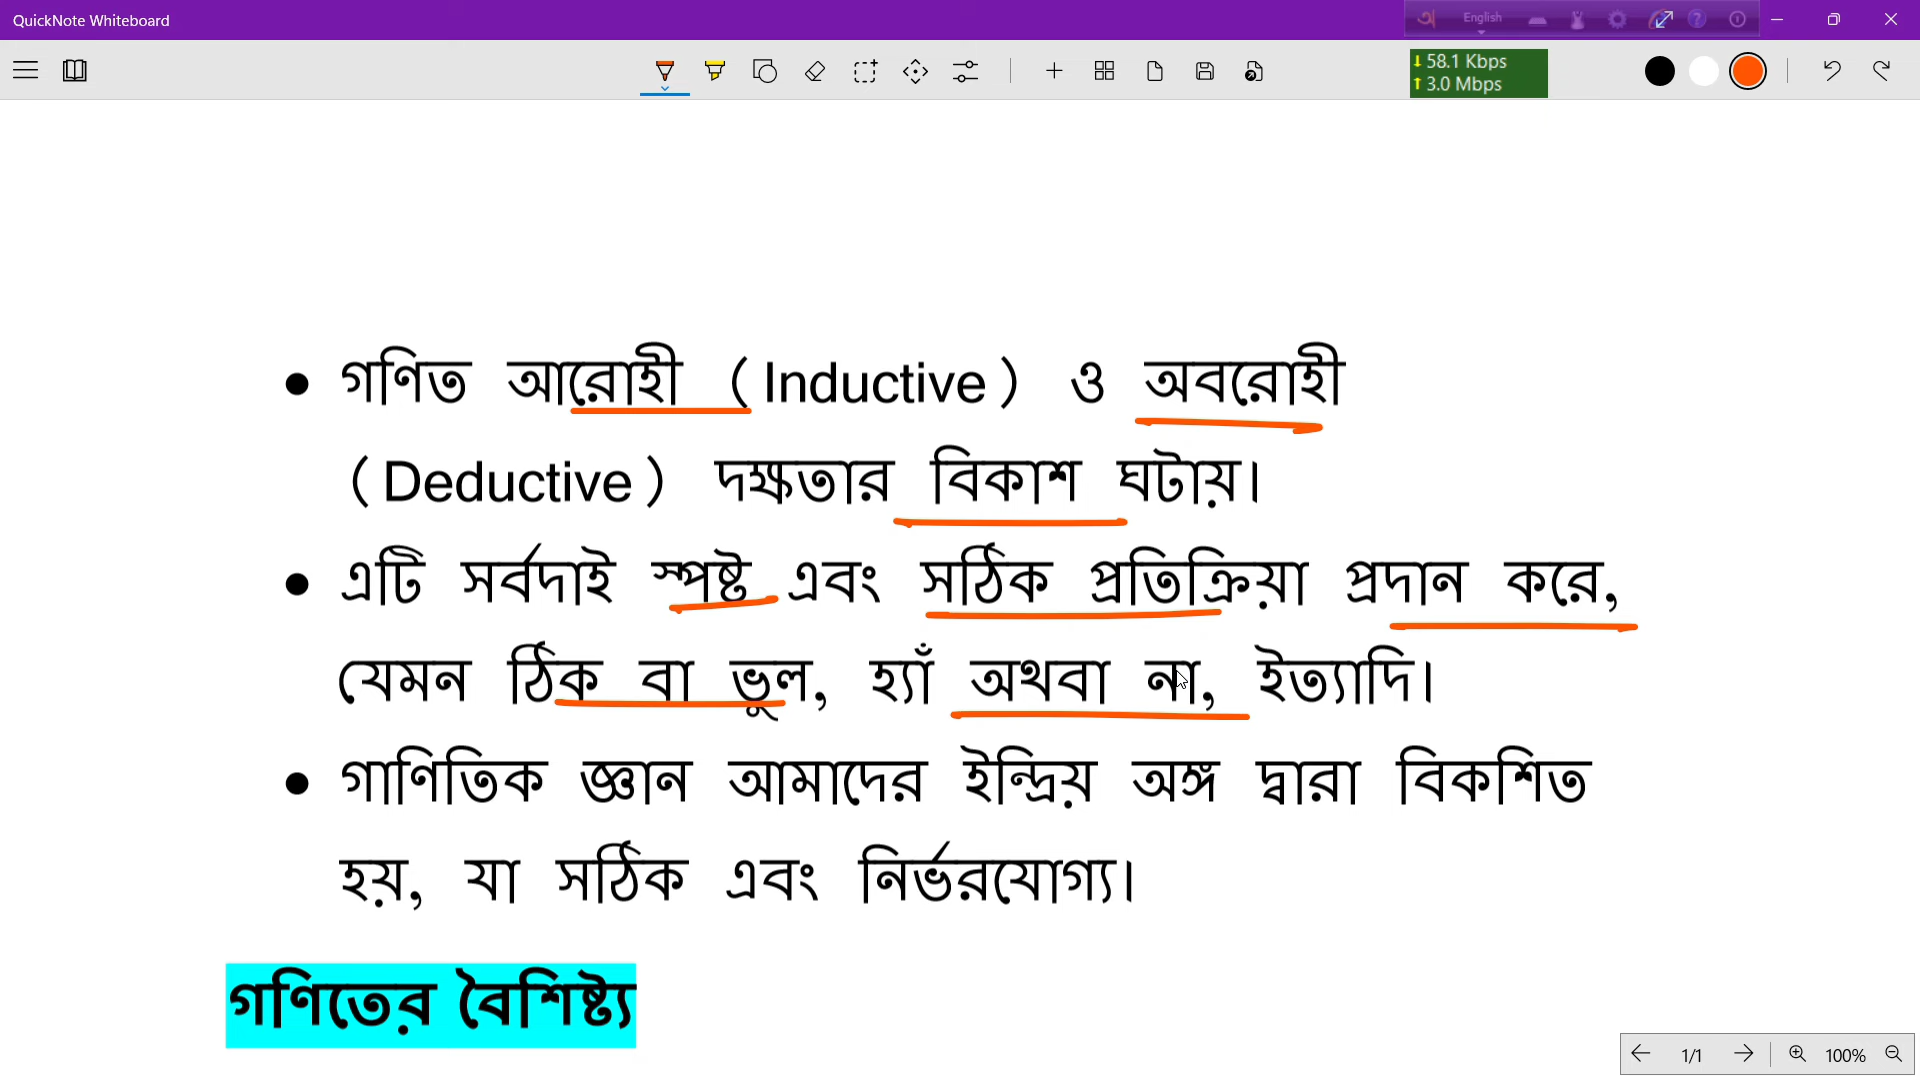 QuickNote Whiteboard
English
58.1 Kbps
3.0 Mbps
• গণিত আরোহী (Inductive) ও অবরোহী
(Deductive) দক্ষতার বিকাশ ঘটায়।
• এটি সর্বদাই স্পষ্ট এবং সঠিক প্রতিক্রিয়া প্রদান করে,
যেমন ঠিক বা ভুল, হ্যাঁ অথবা না, ইত্যাদি।
• গাণিতিক জ্ঞান আমাদের ইন্দ্রিয় অঙ্গ দ্বারা বিকশিত
হয়, যা সঠিক এবং নির্ভরযোগ্য।
গণিতের বৈশিষ্ট্য
1/1
100%